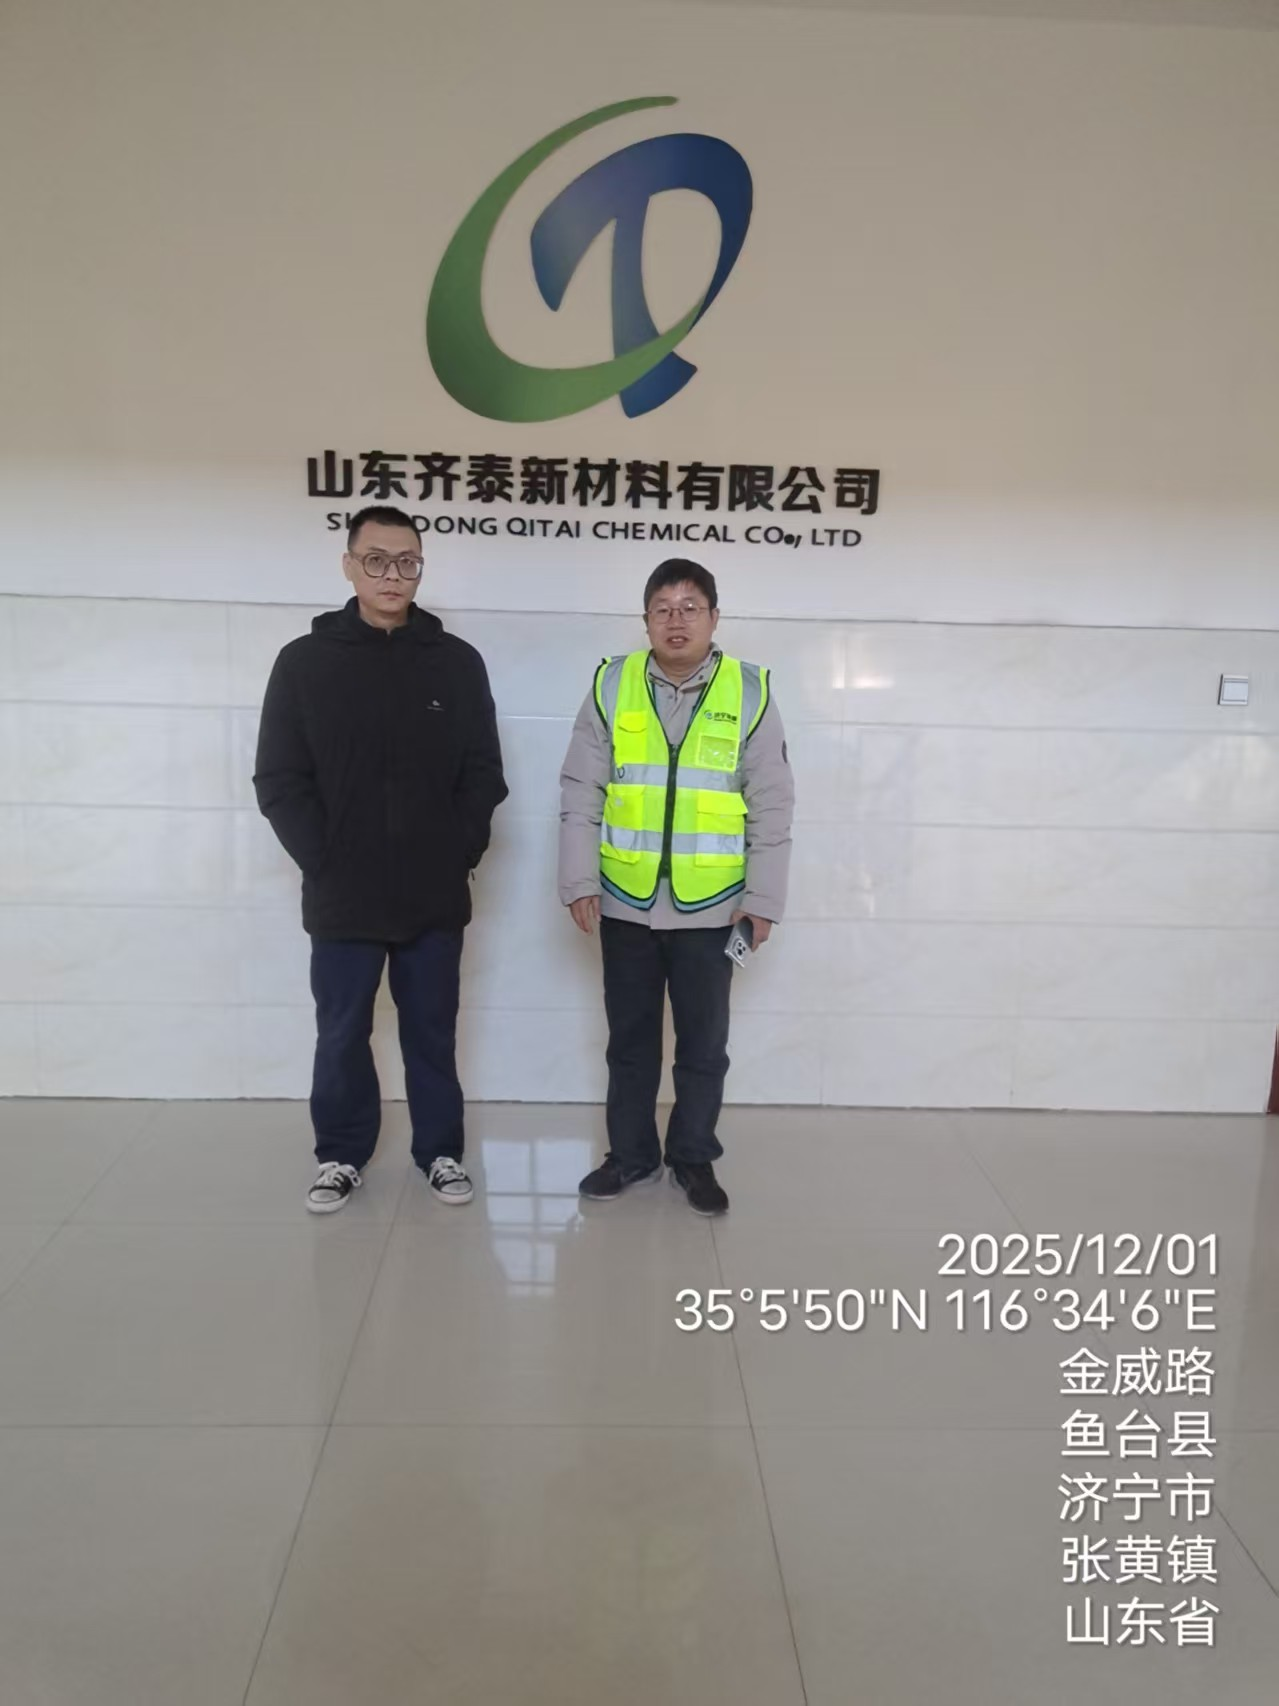 山东齐泰新材料有限公司
DONG QITAI CHEMICAL CO., LTD
2025/12/01
35°5'50"N 116°34'6"E
金威路
鱼台县
济宁市
张黄镇
山东省